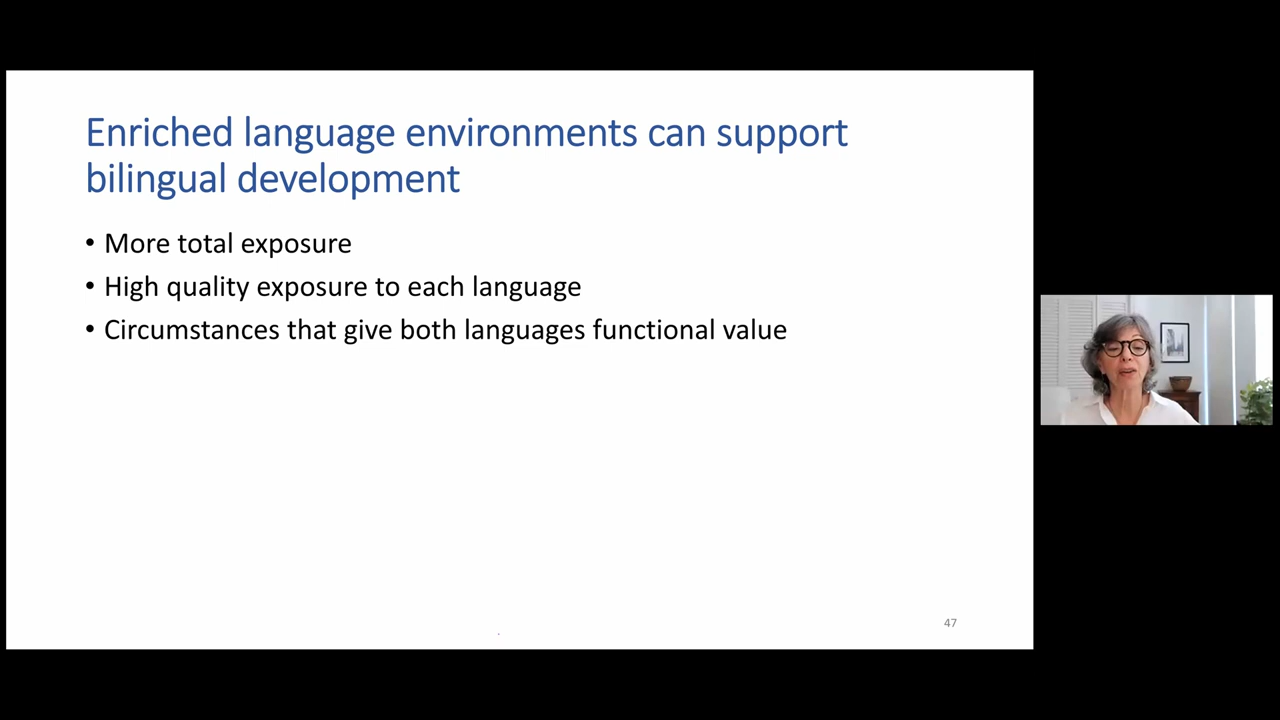 Enriched language environments can support
bilingual development
• More total exposure
• High quality exposure to each language
• Circumstances that give both languages functional value
47
.